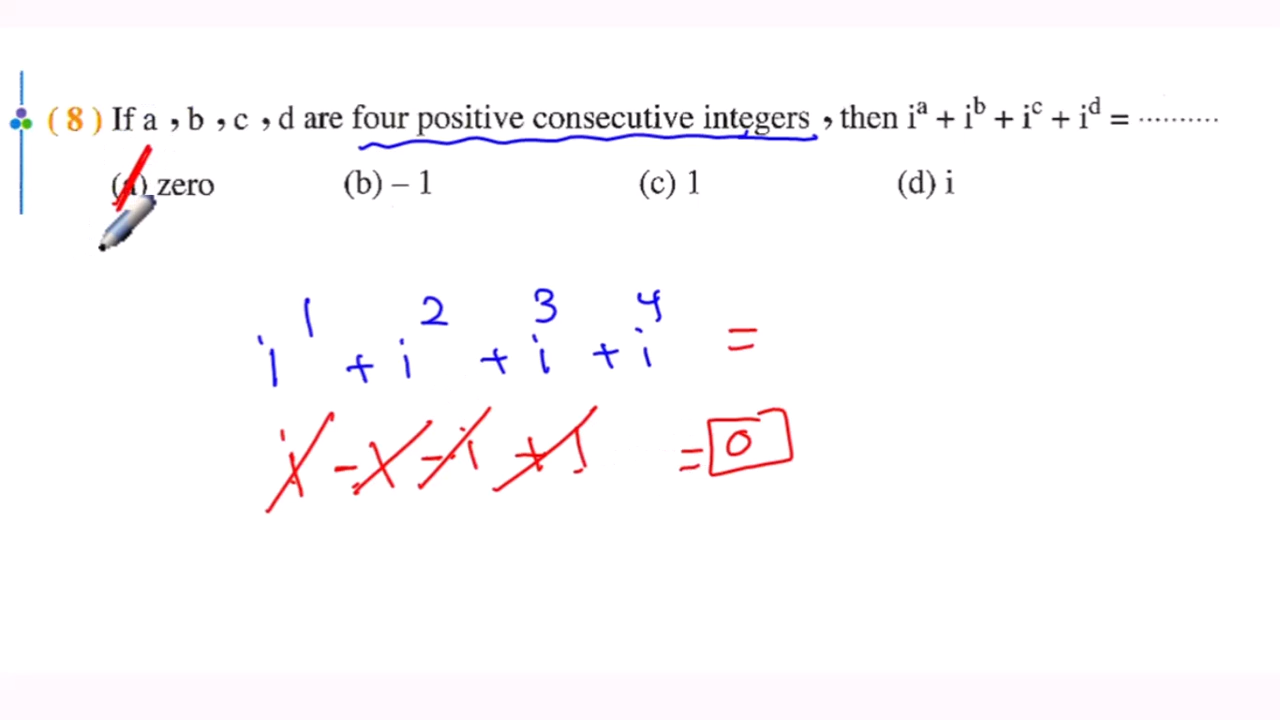 (8) If a , b , c , d are four positive consecutive integers , then iᵃ + iᵇ + iᶜ + iᵈ = ··········
(a) zero (b) – 1 (c) 1 (d) i
i¹ + i² + i³ + i⁴ =
i - 1 - i + 1 = 0